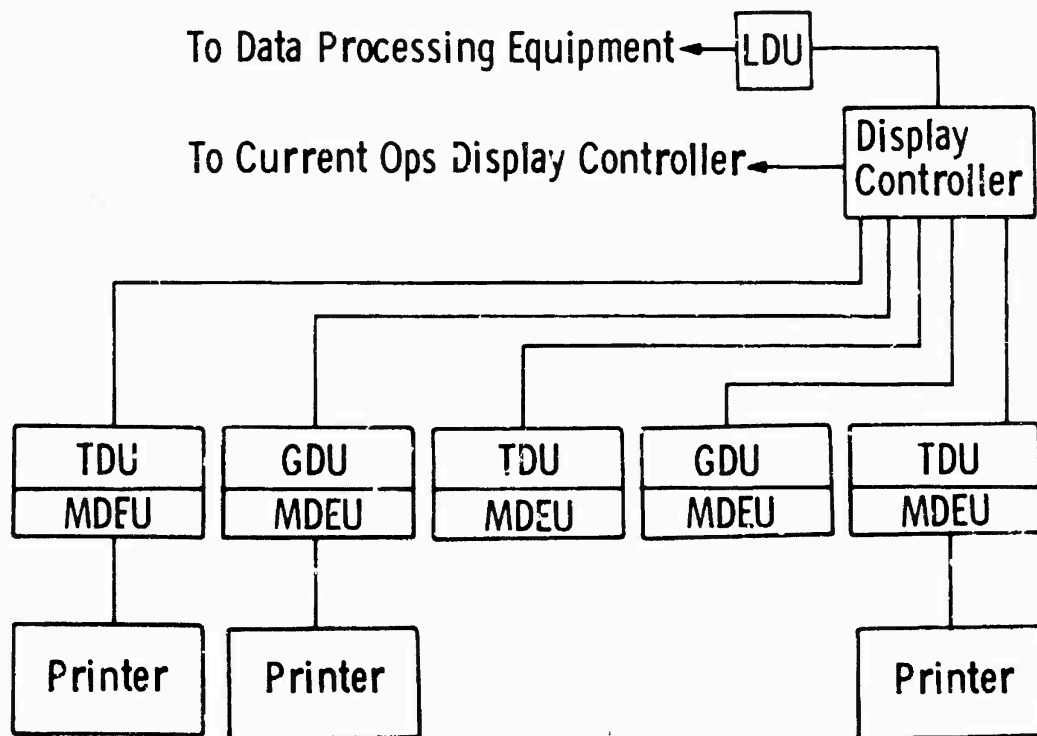 To Data Processing Equipment
LDU
To Current Ops Display Controller
Display
Controller
TDU
GDU
TDU
GDU
TDU
MDEU
MDEU
MDEU
MDEU
MDEU
Printer
Printer
Printer